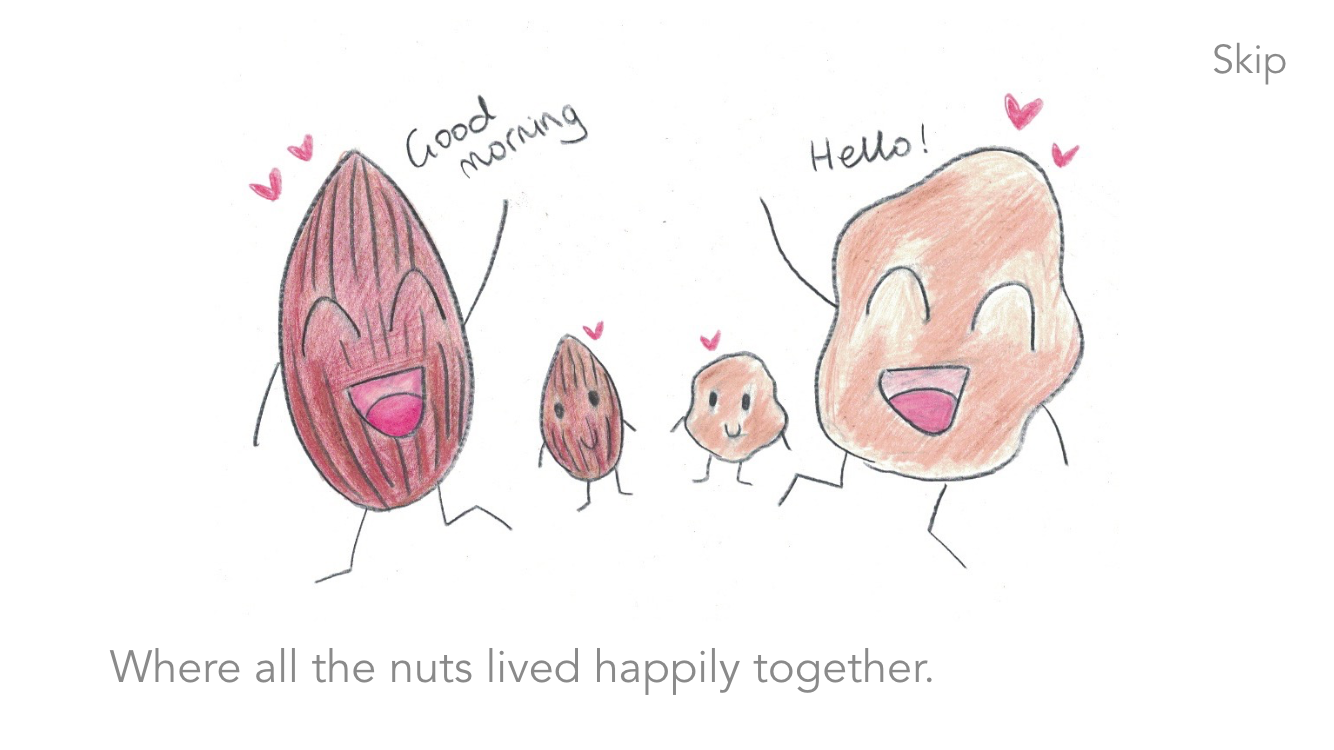 Skip
Good
morning
Hello!
Where all the nuts lived happily together.